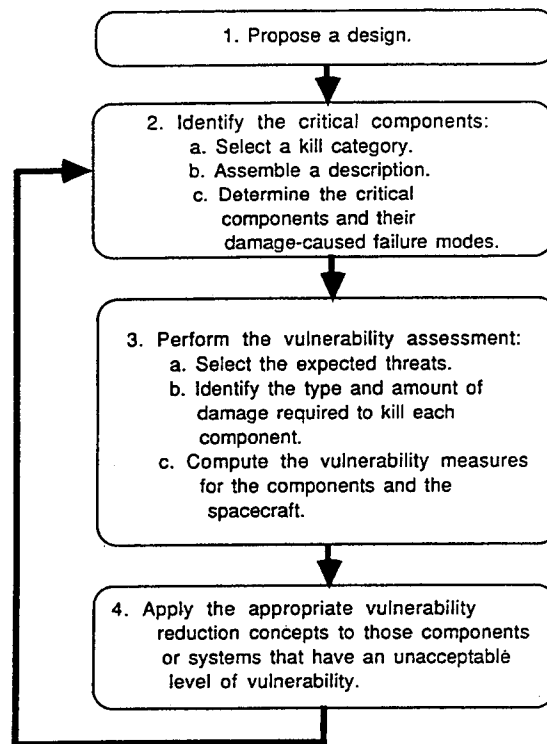 1. Propose a design.
2. Identify the critical components:
a. Select a kill category.
b. Assemble a description.
c. Determine the critical
components and their
damage-caused failure modes.
3. Perform the vulnerability assessment:
a. Select the expected threats.
b. Identify the type and amount of
damage required to kill each
component.
c. Compute the vulnerability measures
for the components and the
spacecraft.
4. Apply the appropriate vulnerability
reduction concepts to those components
or systems that have an unacceptable
level of vulnerability.